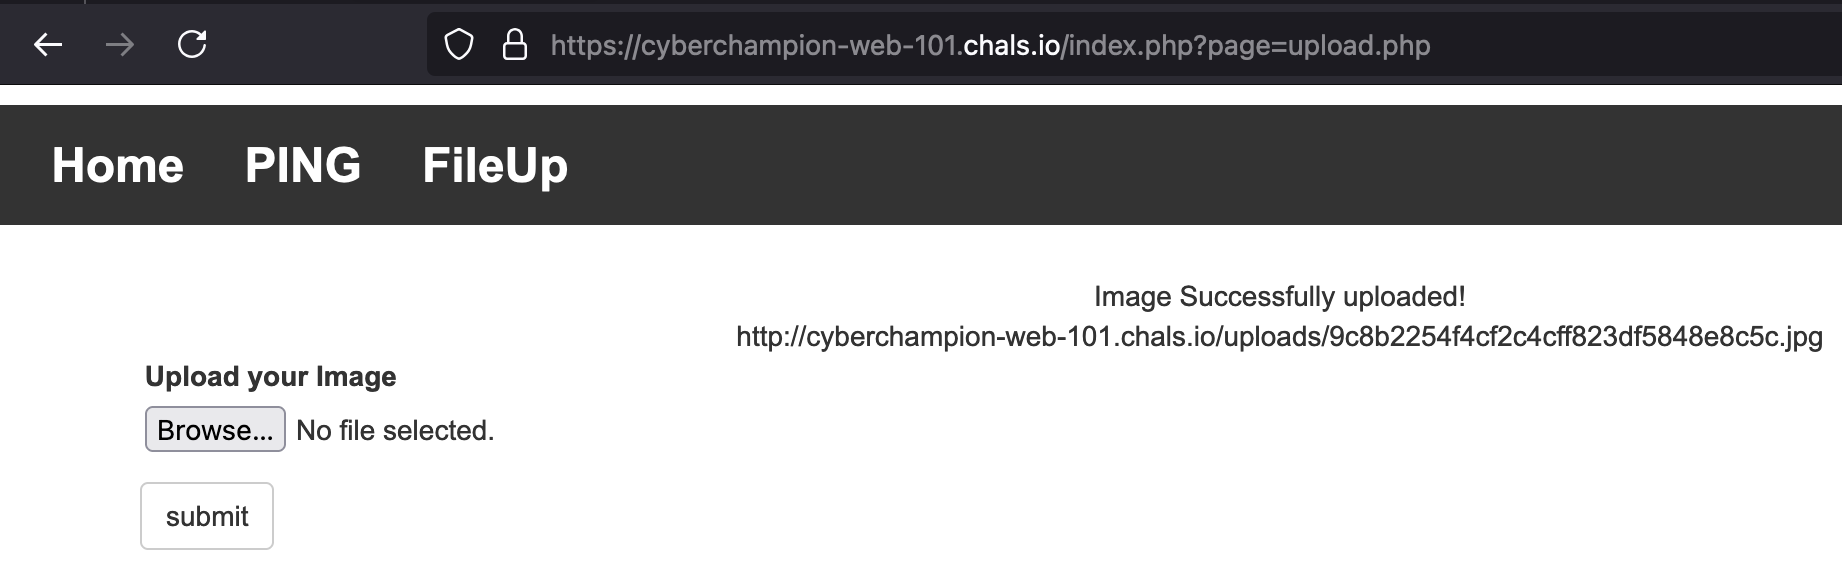 https://cyberchampion-web-101.chals.io/index.php?page=upload.php
Home PING FileUp
Image Successfully uploaded!
http://cyberchampion-web-101.chals.io/uploads/9c8b2254f4cf2c4cff823df5848e8c5c.jpg
Upload your Image
Browse... No file selected.
submit